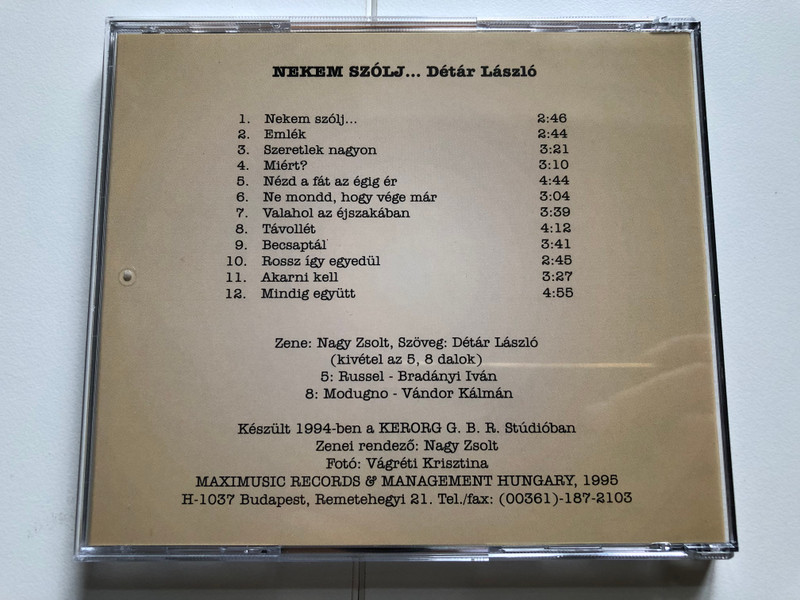 NEKEM SZÓLJ... Détár László
1. Nekem szólj... 2:46
2. Emlék 2:44
3. Szeretlek nagyon 3:21
4. Miért? 3:10
5. Nézd a fát az égig ér 4:44
6. Ne mondd, hogy vége már 3:04
7. Valahol az éjszakában 3:39
8. Távollét 4:12
9. Becsaptál 3:41
10. Rossz így egyedül 2:45
11. Akarni kell 3:27
12. Mindig együtt 4:55
Zene: Nagy Zsolt, Szöveg: Détár László
(kivétel az 5, 8 dalok)
5: Russel - Bradányi Iván
8: Modugno - Vándor Kálmán
Készült 1994-ben a KERORG G. B. R. Stúdióban
Zenei rendező: Nagy Zsolt
Fotó: Vágréti Krisztina
MAXIMUSIC RECORDS & MANAGEMENT HUNGARY, 1995
H-1037 Budapest, Remetehegyi 21. Tel./fax: (00361)-187-2103